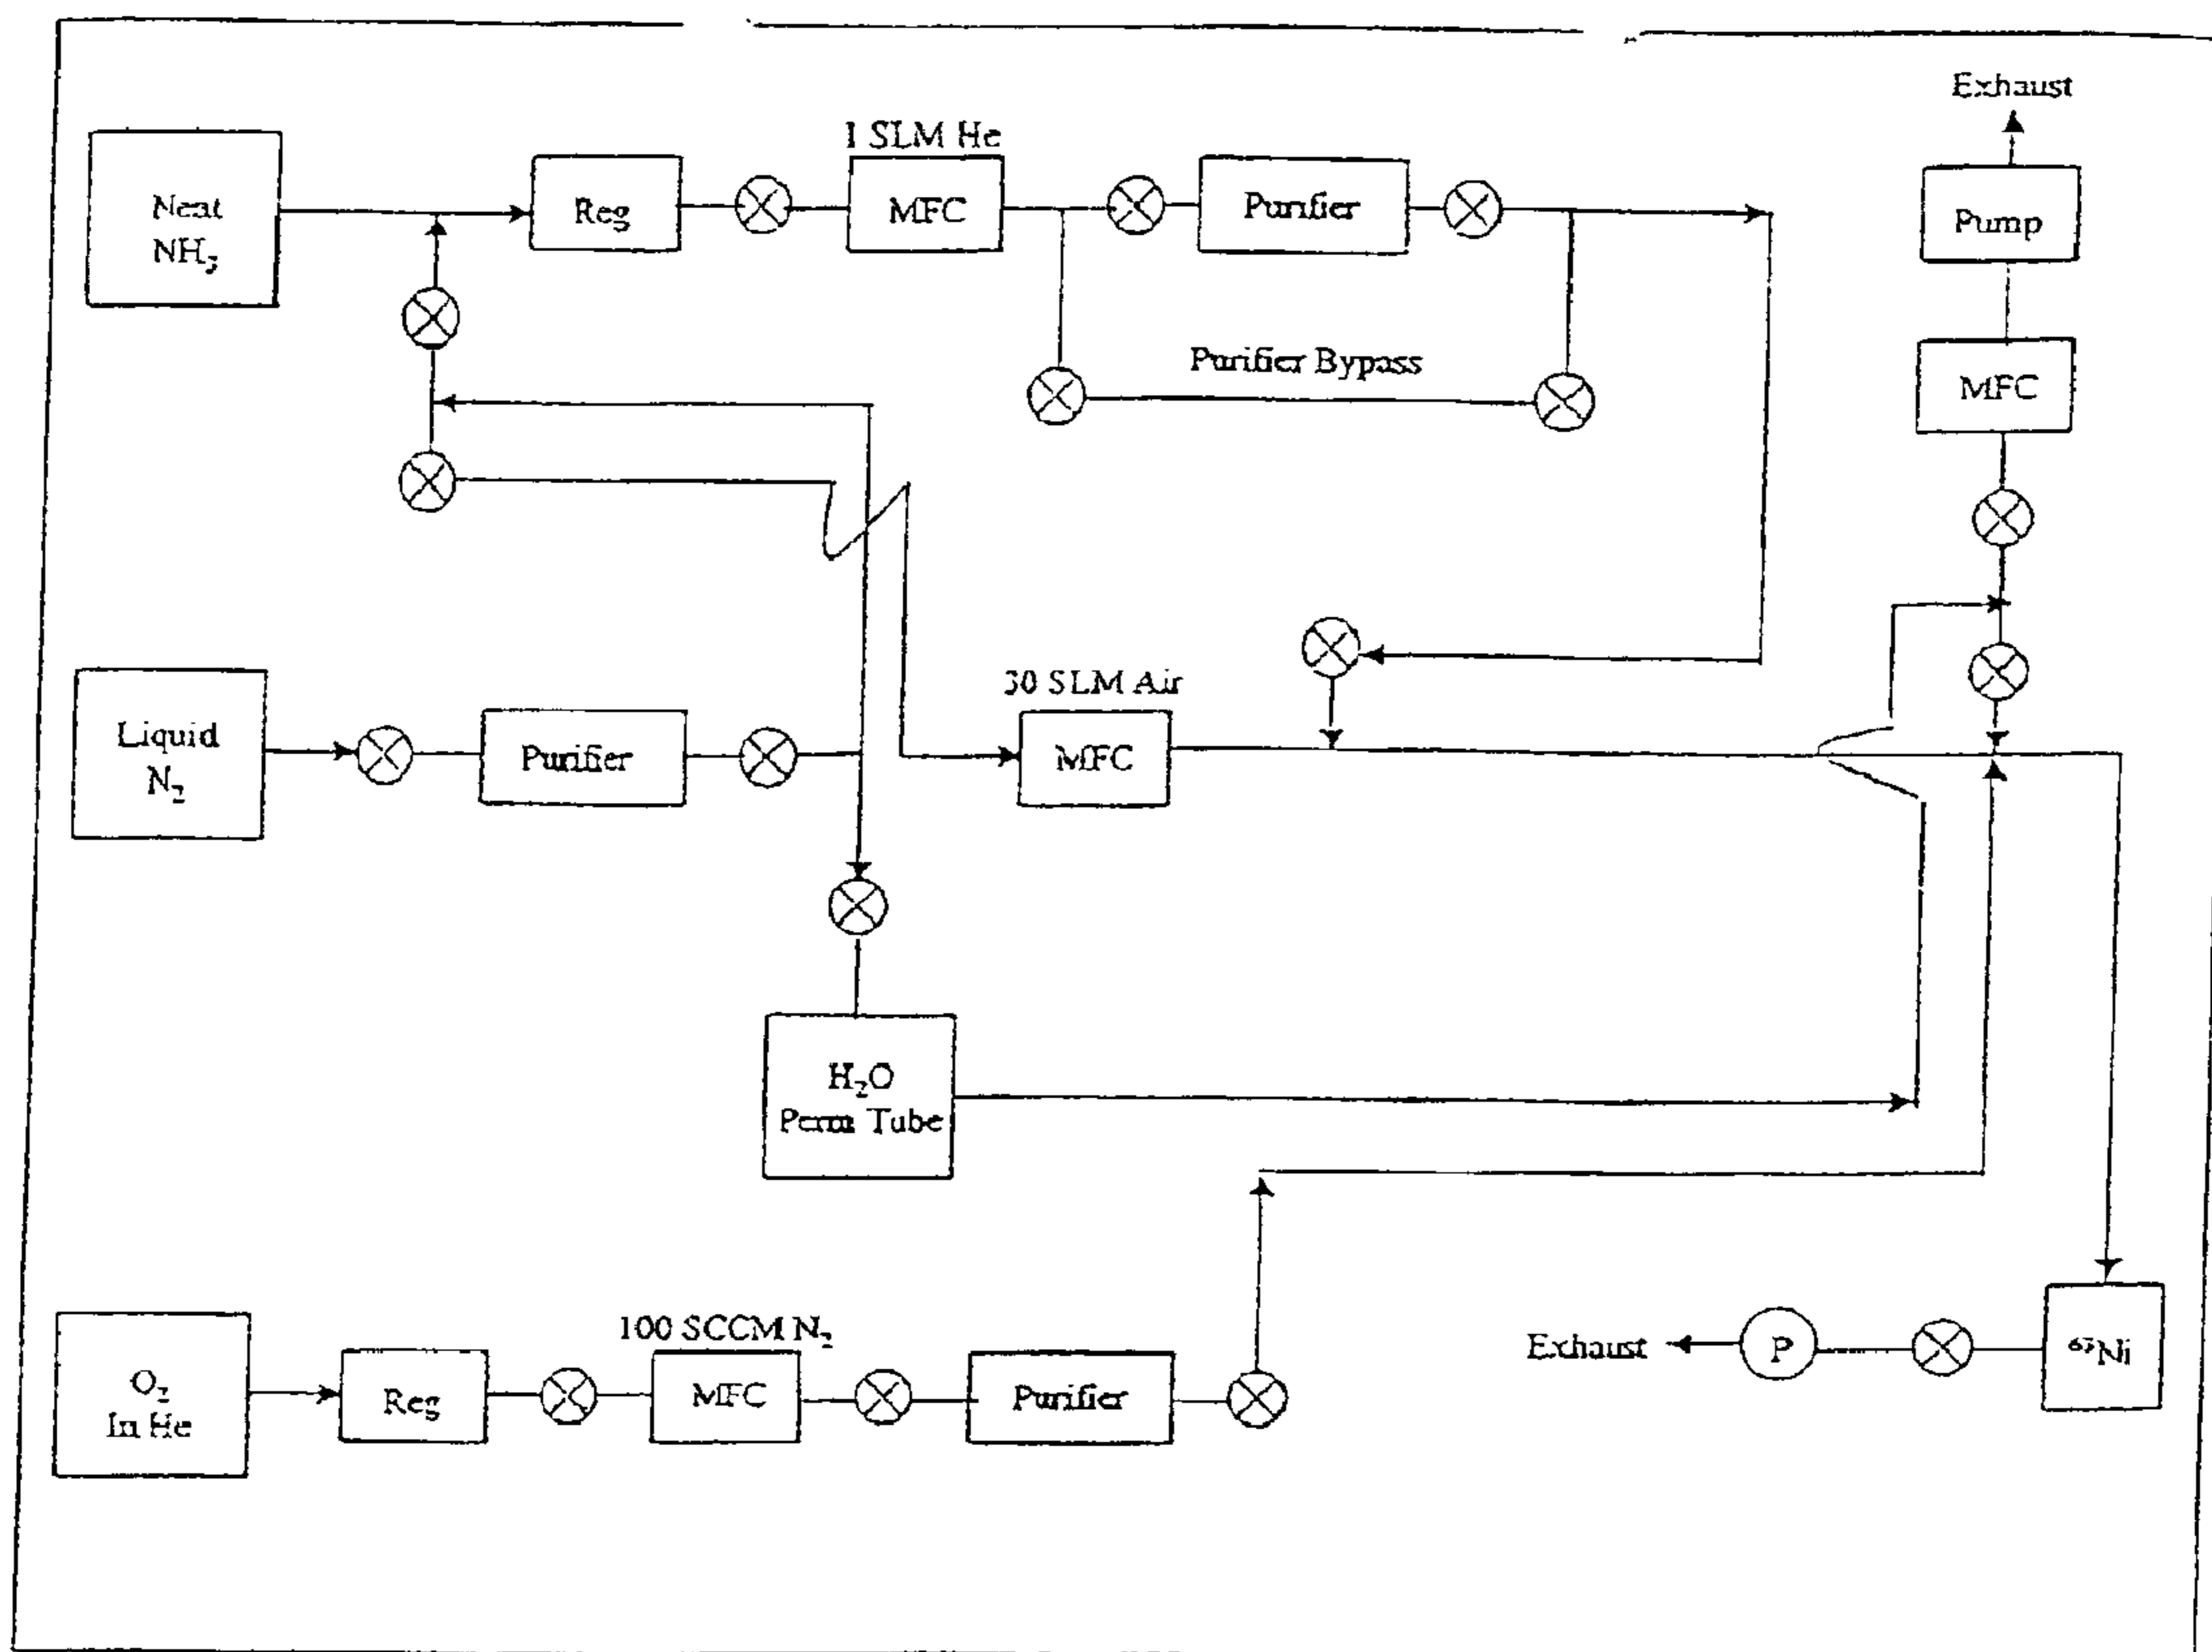 Exhaust
1 SLM He
Neat
NH₃
Reg
MFC
Purifier
Pump
Purifier Bypass
MFC
30 SLM Air
Liquid
N₂
Purifier
MFC
H₂O
Perm Tube
100 SCCM N₂
O₂
In He
Reg
MFC
Purifier
Exhaust
P
⁶³Ni